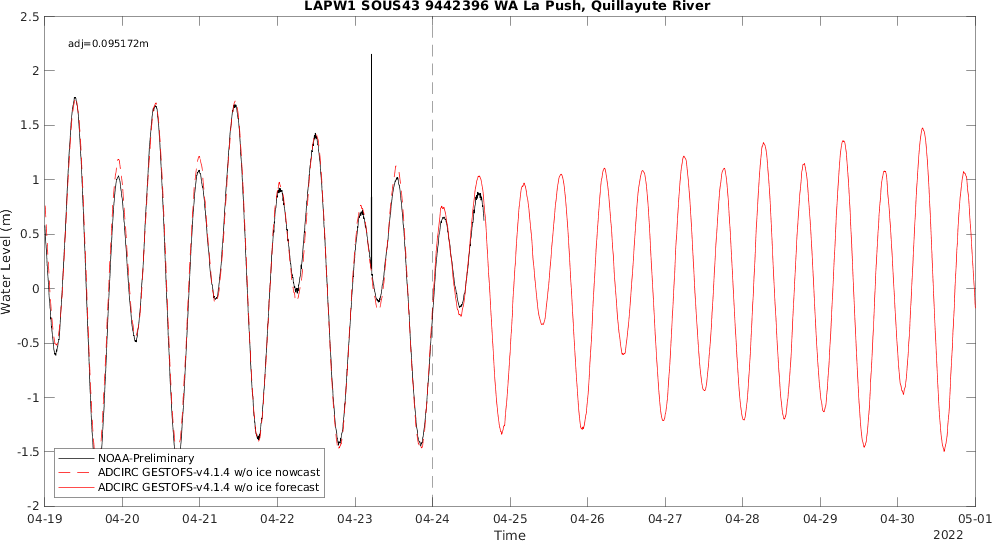 LAPW1 SOUS43 9442396 WA La Push, Quillayute River
2.5
adj=0.095172m
2
1.5
1
0.5
0
-0.5
-1
-1.5
-2
Water Level (m)
NOAA-Preliminary
ADCIRC GESTOFS-v4.1.4 w/o ice nowcast
ADCIRC GESTOFS-v4.1.4 w/o ice forecast
04-19 04-20 04-21 04-22 04-23 04-24 04-25 04-26 04-27 04-28 04-29 04-30 05-01
Time
2022